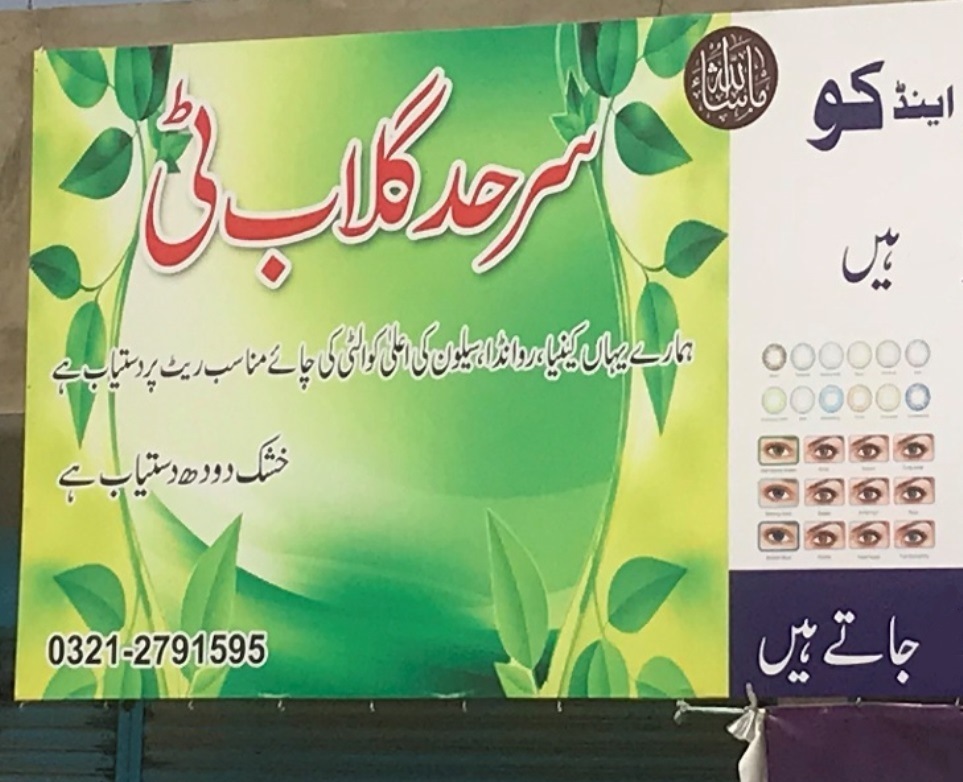 سرحد گلاب ٹی
ہمارے یہاں کینیا، روانڈا، سیلون کی اعلیٰ کوالٹی کی چائے مناسب ریٹ پر دستیاب ہے
خشک دودھ دستیاب ہے
0321-2791595
ماشاءاللہ
اینڈ کو
ہیں
جاتے ہیں